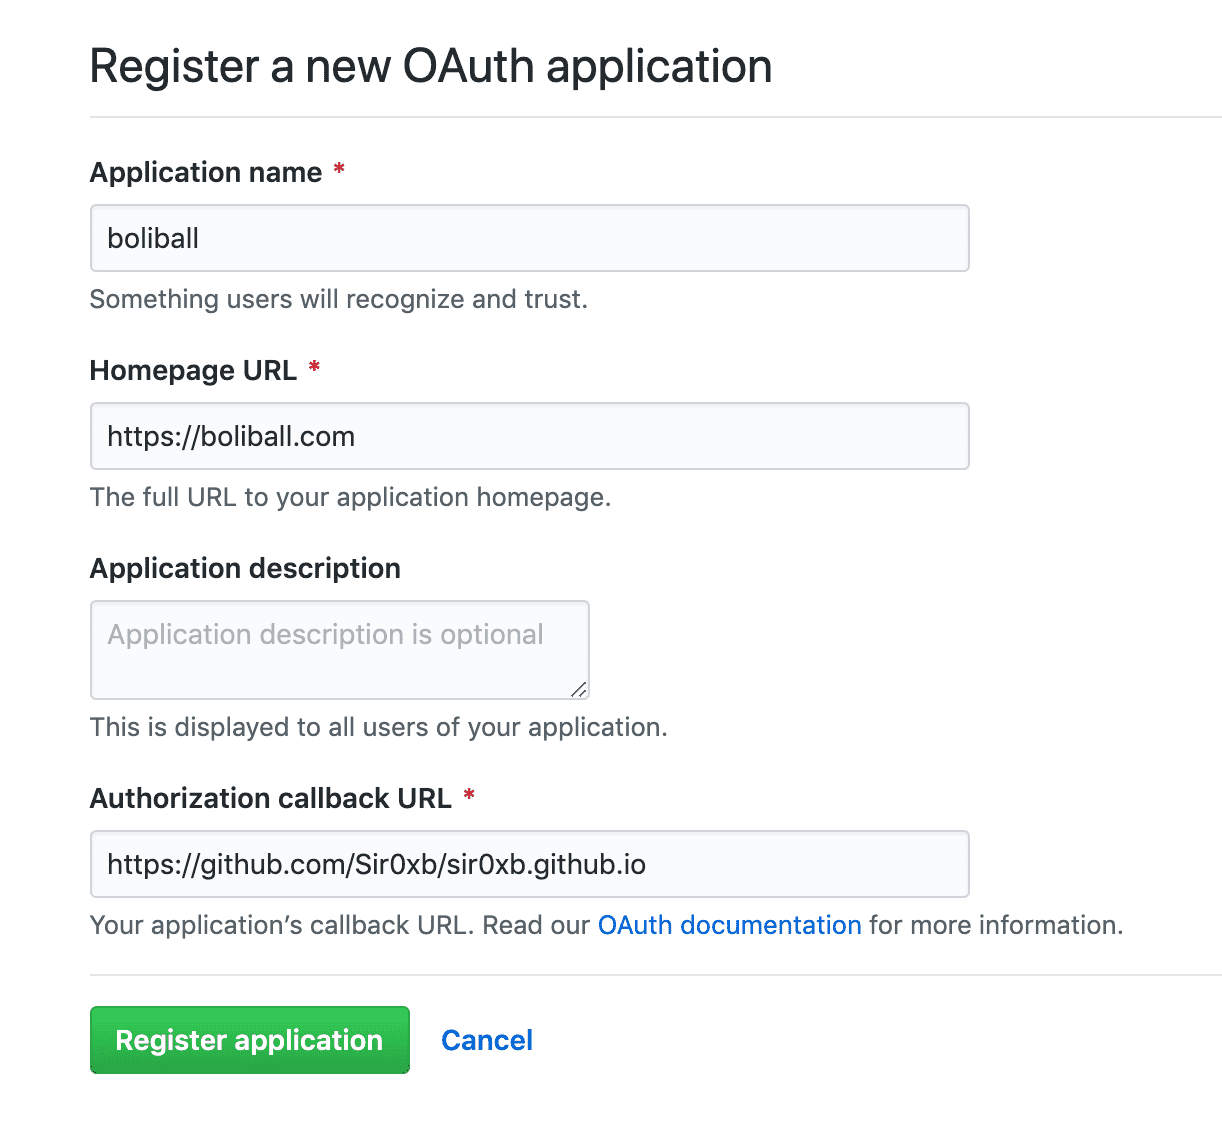 Register a new OAuth application
Application name *
boliball
Something users will recognize and trust.
Homepage URL *
https://boliball.com
The full URL to your application homepage.
Application description
Application description is optional
This is displayed to all users of your application.
Authorization callback URL *
https://github.com/Sir0xb/sir0xb.github.io
Your application’s callback URL. Read our OAuth documentation for more information.
Register application Cancel